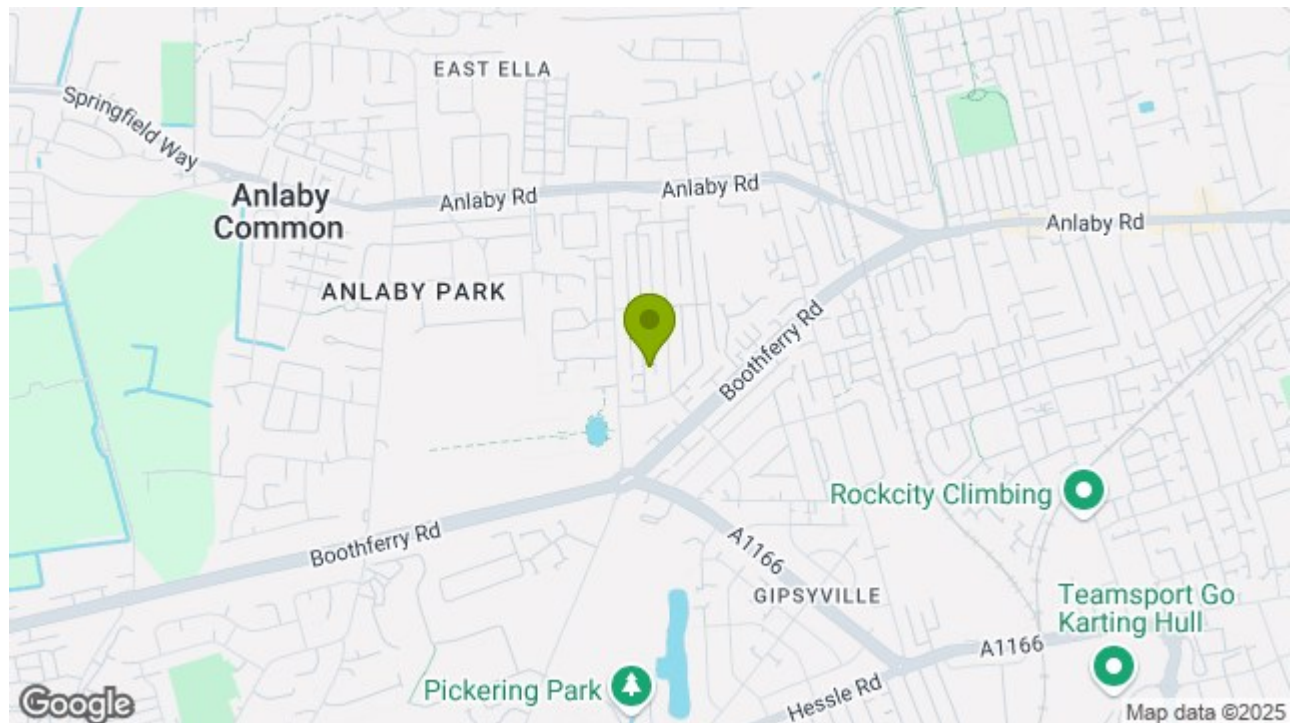 EAST ELLA
Springfield Way
Anlaby
Common
Anlaby Rd
Anlaby Rd
Anlaby Rd
ANLABY PARK
Boothferry Rd
Rockcity Climbing
Boothferry Rd
A1166
GIPSYVILLE
Teamsport Go
Karting Hull
A1166
Pickering Park
Hessle Rd
Google
Map data ©2025